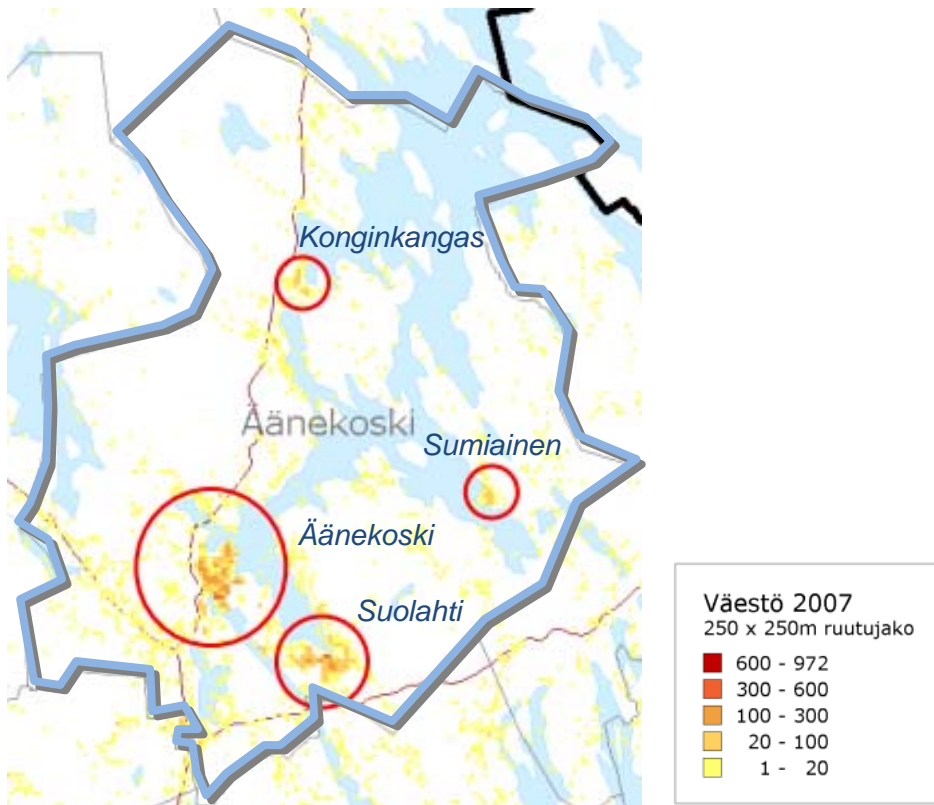 Konginkangas
Äänekoski
Sumiainen
Äänekoski
Suolahti
Väestö 2007
250 x 250m ruutujako
600 - 972
300 - 600
100 - 300
20 - 100
1 - 20